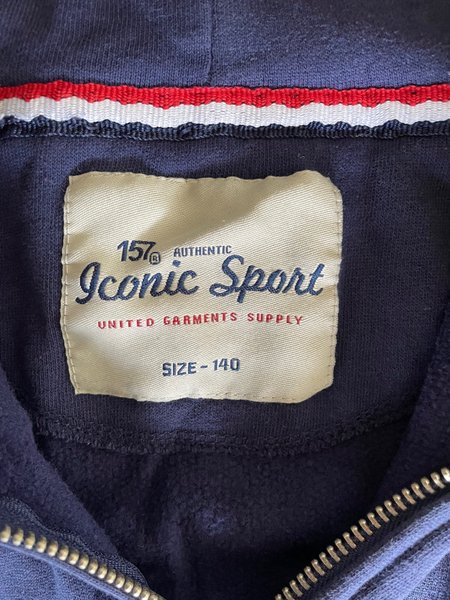 157® AUTHENTIC
Iconic Sport
UNITED GARMENTS SUPPLY
SIZE - 140